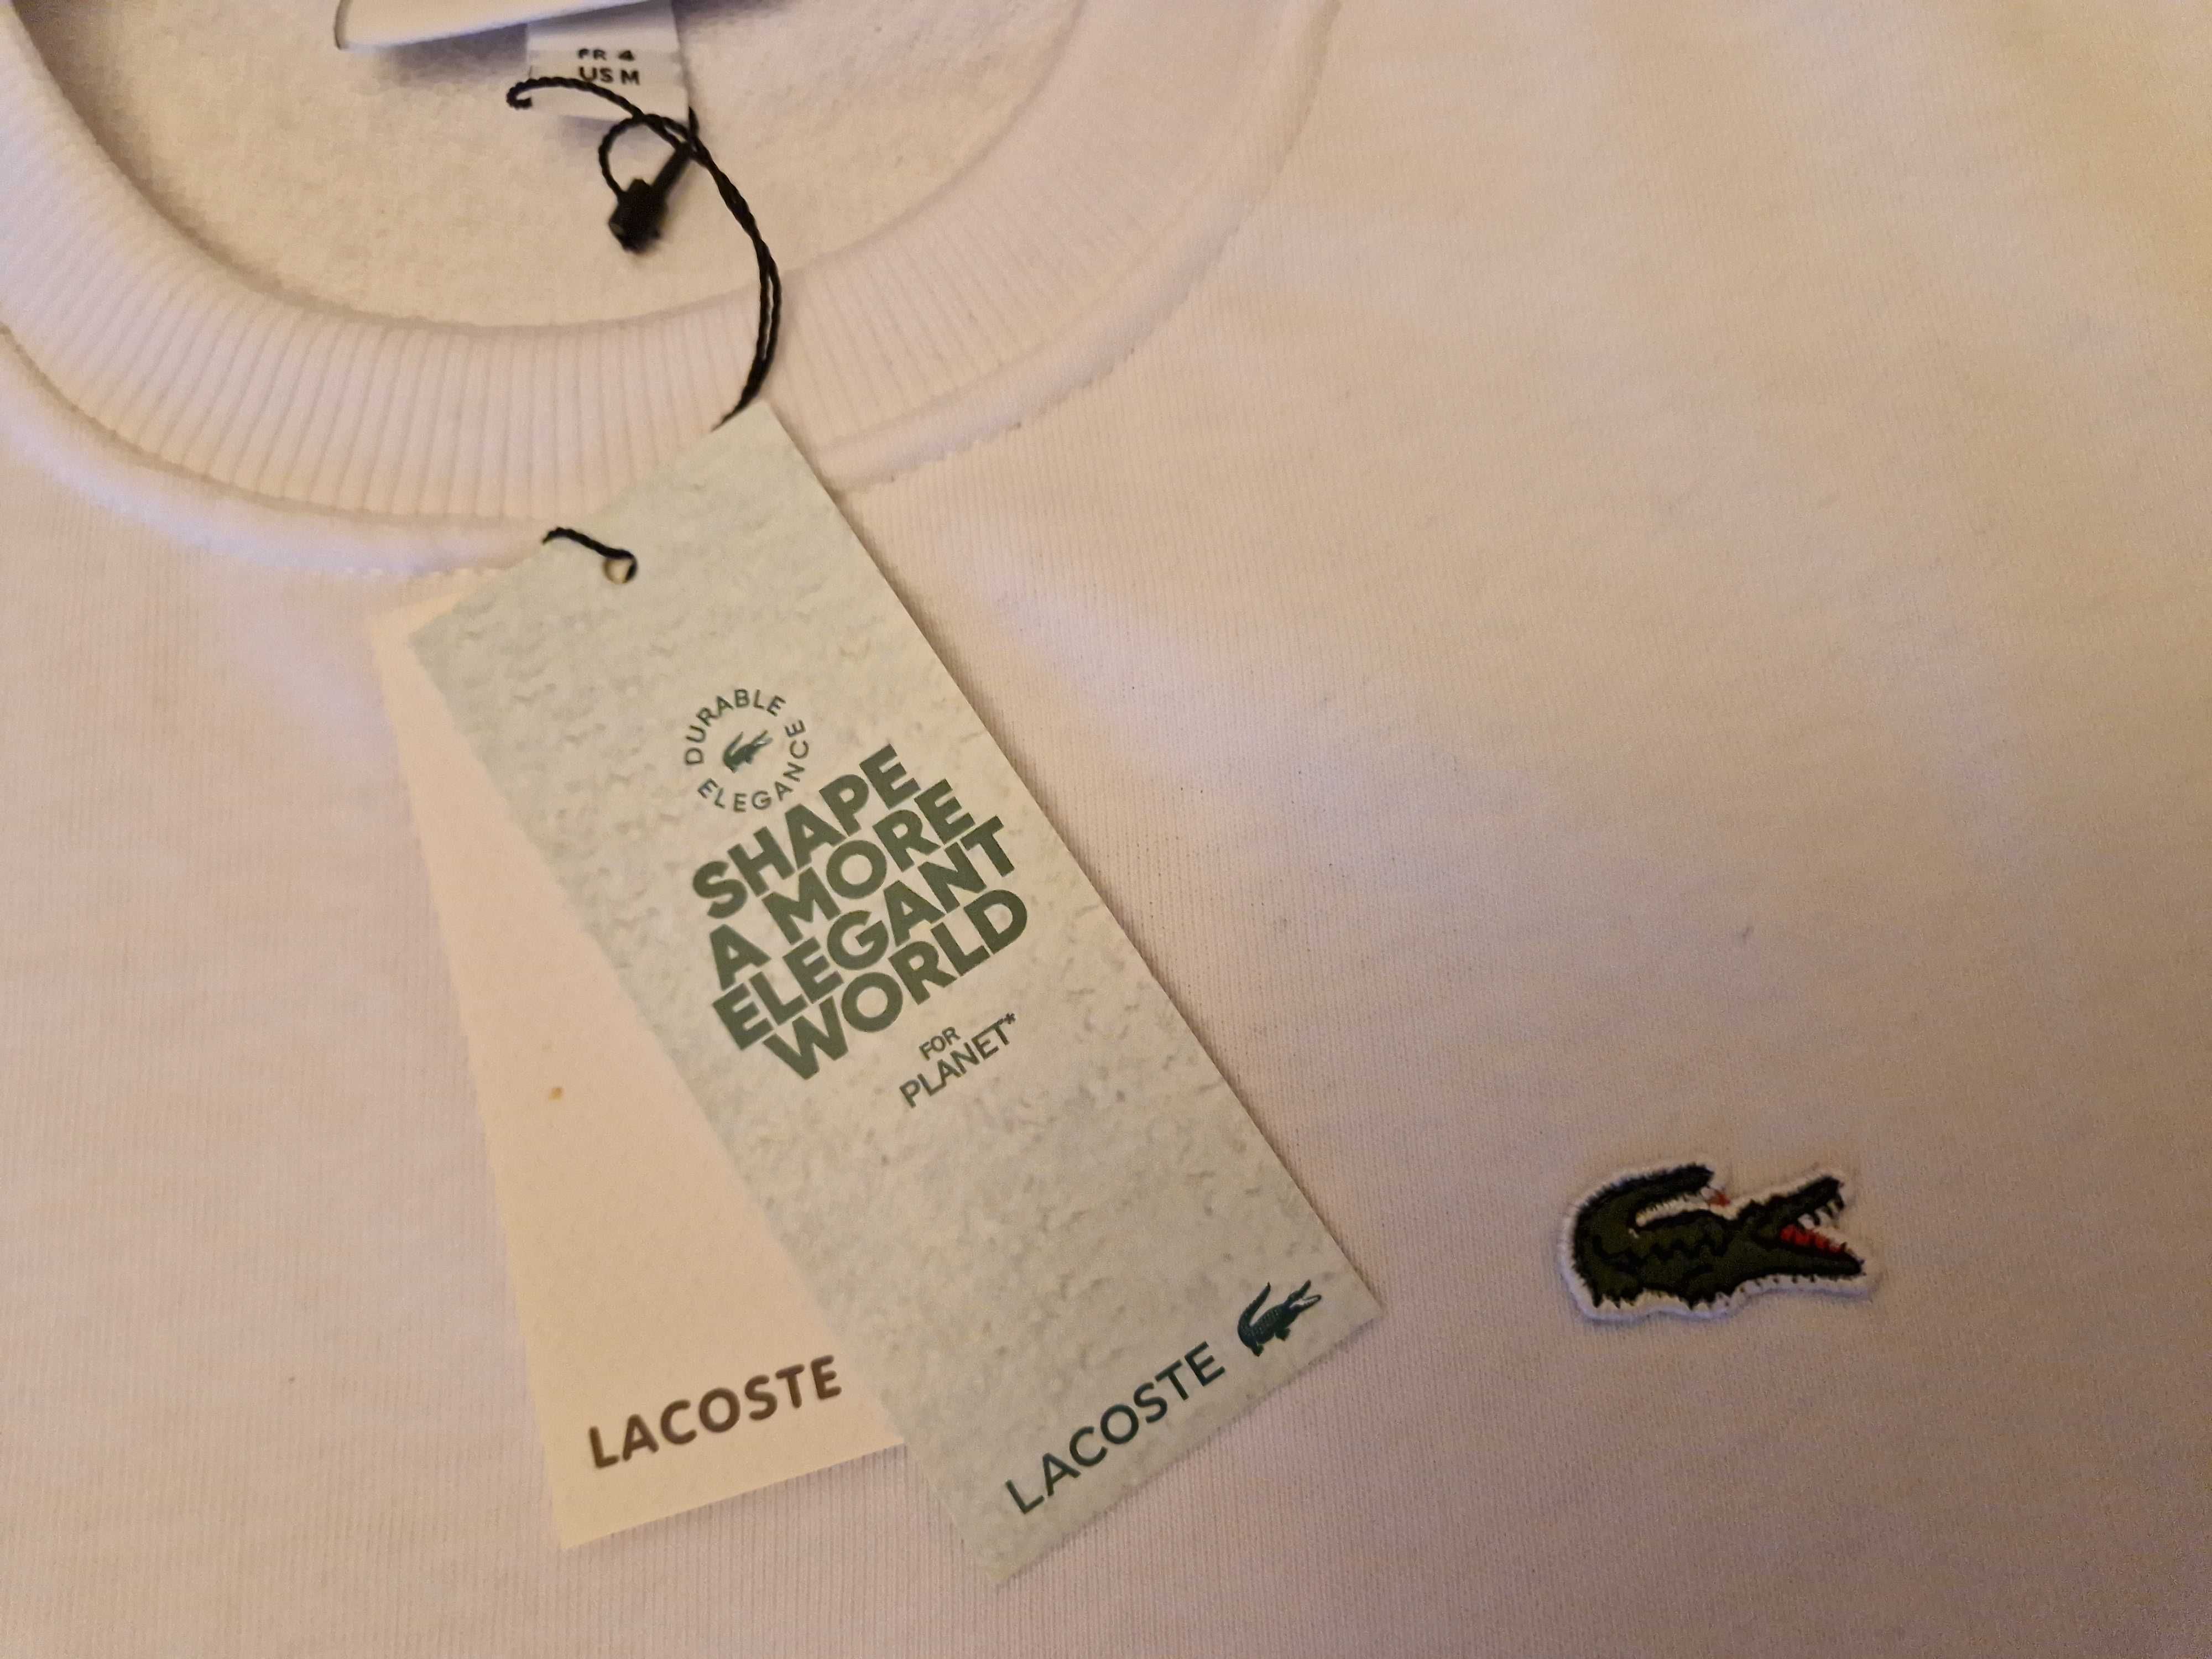 FR 4
US M
DURABLE
ELEGANCE
SHAPE
A MORE
ELEGANT
WORLD
FOR
PLANET*
LACOSTE
LACOSTE